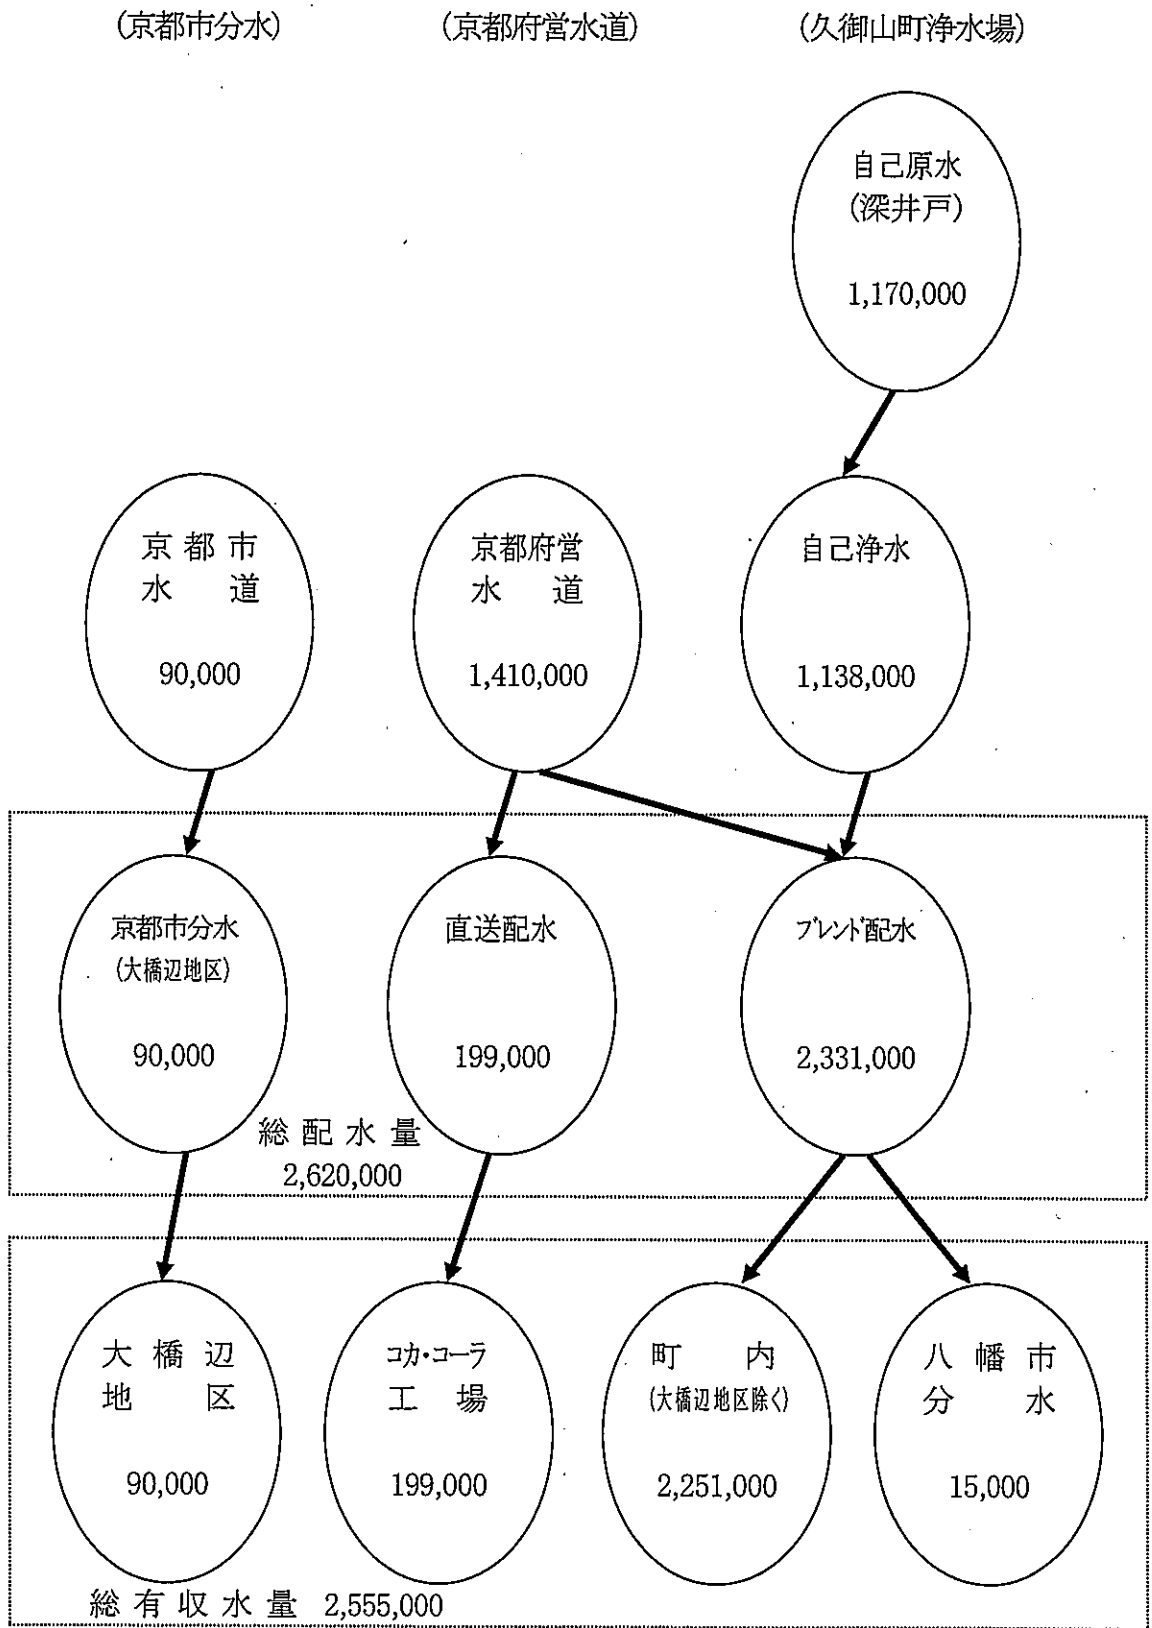 (京都市分水)
(京都府営水道)
(久御山町浄水場)
自己原水
(深井戸)
1,170,000
京都市
水道
90,000
京都府営
水道
1,410,000
自己浄水
1,138,000
京都市分水
(大橋辺地区)
90,000
直送配水
199,000
ブレンド配水
2,331,000
総配水量
2,620,000
大橋辺
地区
90,000
コカ・コーラ
工場
199,000
町内
(大橋辺地区除く)
2,251,000
八幡市
分水
15,000
総有収水量 2,555,000